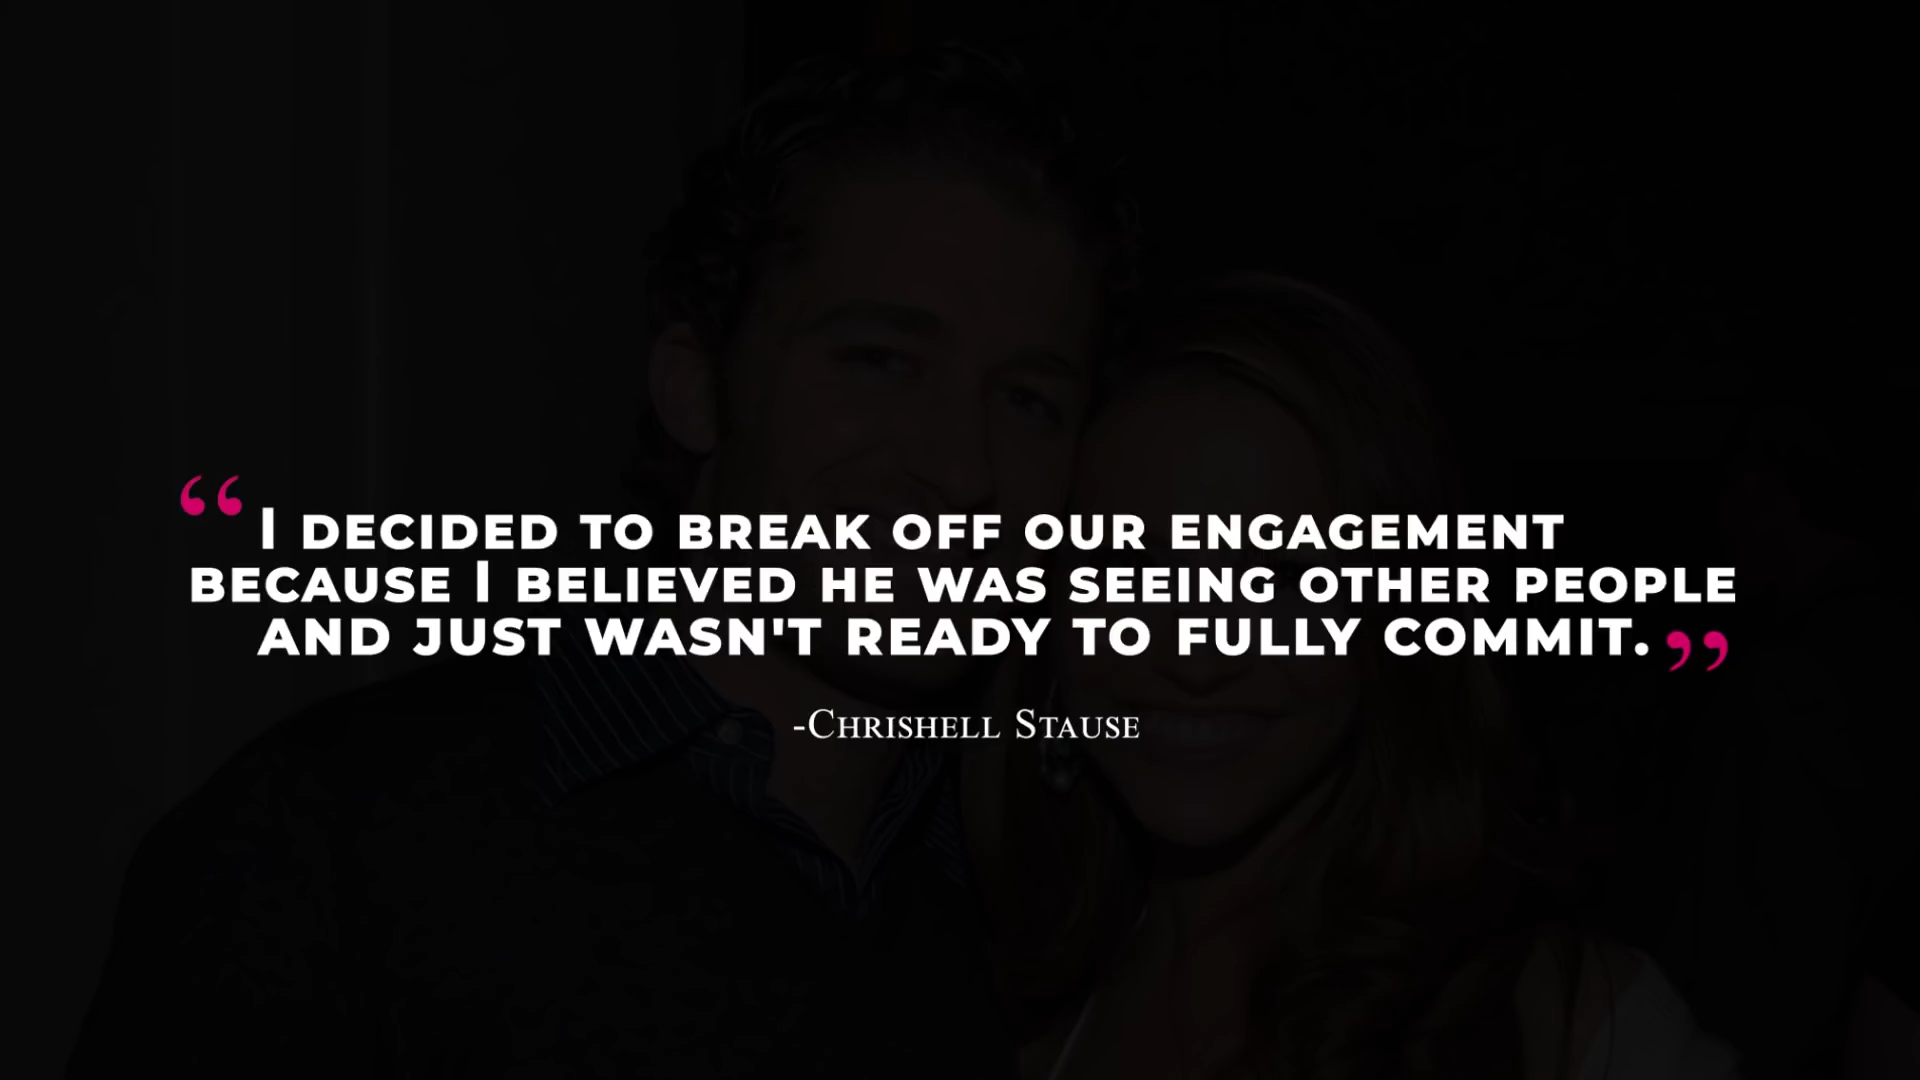 “ I DECIDED TO BREAK OFF OUR ENGAGEMENT
BECAUSE I BELIEVED HE WAS SEEING OTHER PEOPLE
AND JUST WASN'T READY TO FULLY COMMIT. ”
-CHRISHELL STAUSE